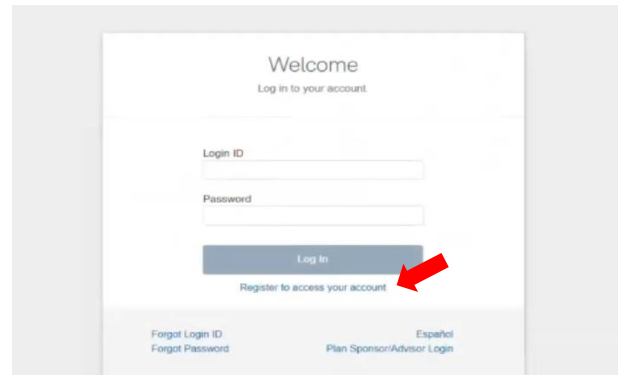 Welcome
Log in to your account
Login ID
Password
Log In
Register to access your account
Forgot Login ID
Español
Forgot Password
Plan Sponsor/Advisor Login